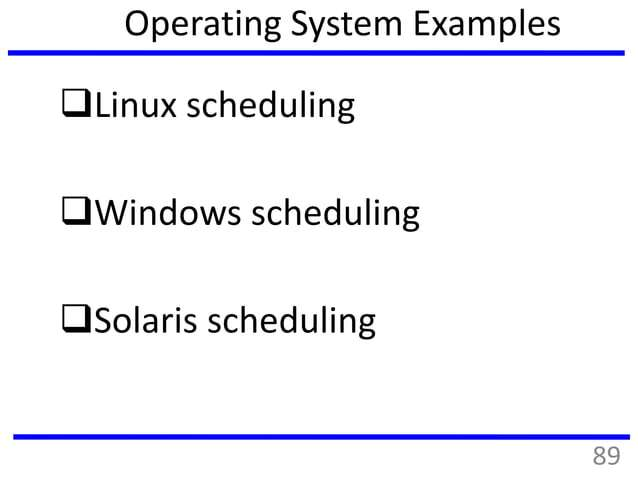 Operating System Examples
❑Linux scheduling
❑Windows scheduling
❑Solaris scheduling
89